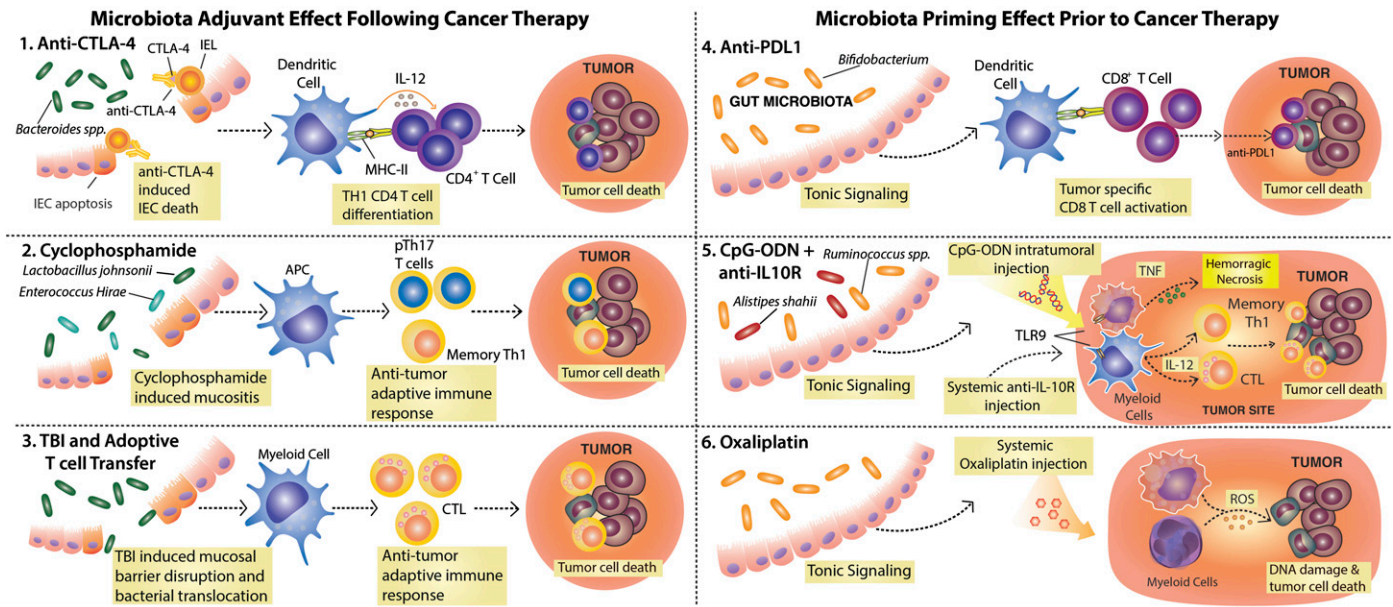 Microbiota Adjuvant Effect Following Cancer Therapy
1. Anti-CTLA-4
CTLA-4
IEL
anti-CTLA-4
Bacteroides spp.
IEC apoptosis
anti-CTLA-4
induced
IEC death
Dendritic
Cell
IL-12
MHC-II
CD4+ T Cell
TH1 CD4 T cell
differentiation
TUMOR
Tumor cell death
2. Cyclophosphamide
Lactobacillus johnsonii
Enterococcus Hirae
Cyclophosphamide
induced mucositis
APC
pTh17
T cells
Memory Th1
Anti-tumor
adaptive immune
response
TUMOR
Tumor cell death
3. TBI and Adoptive
T cell Transfer
TBI induced mucosal
barrier disruption and
bacterial translocation
Myeloid Cell
CTL
Anti-tumor
adaptive immune
response
TUMOR
Tumor cell death
Microbiota Priming Effect Prior to Cancer Therapy
4. Anti-PDL1
Bifidobacterium
GUT MICROBIOTA
Tonic Signaling
Dendritic
Cell
CD8+ T Cell
Tumor specific
CD8 T cell activation
anti-PDL1
TUMOR
Tumor cell death
5. CpG-ODN +
anti-IL10R
Ruminococcus spp.
Alistipes shahii
Tonic Signaling
CpG-ODN intratumoral
injection
TLR9
Systemic anti-IL-10R
injection
TNF
Hemorragic
Necrosis
Memory
Th1
IL-12
CTL
Myeloid
Cells
TUMOR SITE
TUMOR
Tumor cell death
6. Oxaliplatin
Tonic Signaling
Systemic
Oxaliplatin injection
ROS
Myeloid Cells
TUMOR
DNA damage &
tumor cell death